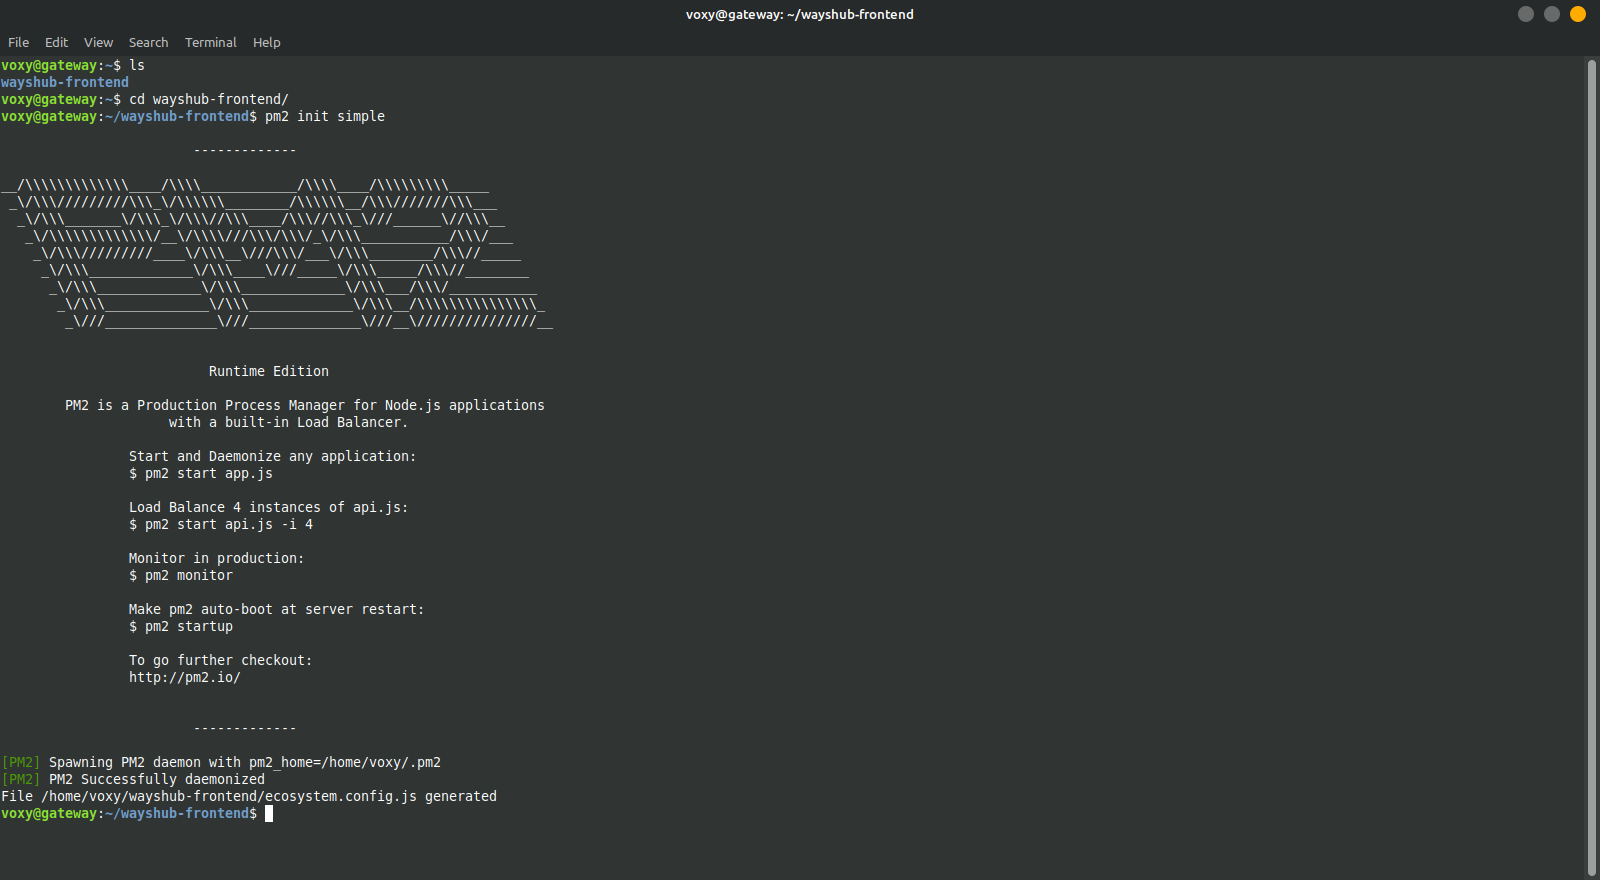 voxy@gateway: ~/wayshub-frontend
File Edit View Search Terminal Help
voxy@gateway:~$ ls
wayshub-frontend
voxy@gateway:~$ cd wayshub-frontend/
voxy@gateway:~/wayshub-frontend$ pm2 init simple
-------------
__/\\\\\\\\\\\\\____/\\\\____________/\\\\____/\\\\\\\\\_____
_\/\\\/////////\\\_\/\\\\\\________/\\\\\\__/\\\///////\\\___
_\/\\\_______\/\\\_\/\\\//\\\____/\\\//\\\_\///______\//\\\__
_\/\\\\\\\\\\\\\/__\/\\\\///\\\/\\\/_\/\\\___________/\\\/___
_\/\\\/////////____\/\\\__\///\\\/___\/\\\________/\\\//_____
_\/\\\_____________\/\\\____\///_____\/\\\_____/\\\//________
_\/\\\_____________\/\\\_____________\/\\\___/\\\/___________
_\/\\\_____________\/\\\_____________\/\\\__/\\\\\\\\\\\\\\\_
_\///______________\///______________\///__\///////////////__
Runtime Edition
PM2 is a Production Process Manager for Node.js applications
with a built-in Load Balancer.
Start and Daemonize any application:
$ pm2 start app.js
Load Balance 4 instances of api.js:
$ pm2 start api.js -i 4
Monitor in production:
$ pm2 monitor
Make pm2 auto-boot at server restart:
$ pm2 startup
To go further checkout:
http://pm2.io/
-------------
[PM2] Spawning PM2 daemon with pm2_home=/home/voxy/.pm2
[PM2] PM2 Successfully daemonized
File /home/voxy/wayshub-frontend/ecosystem.config.js generated
voxy@gateway:~/wayshub-frontend$